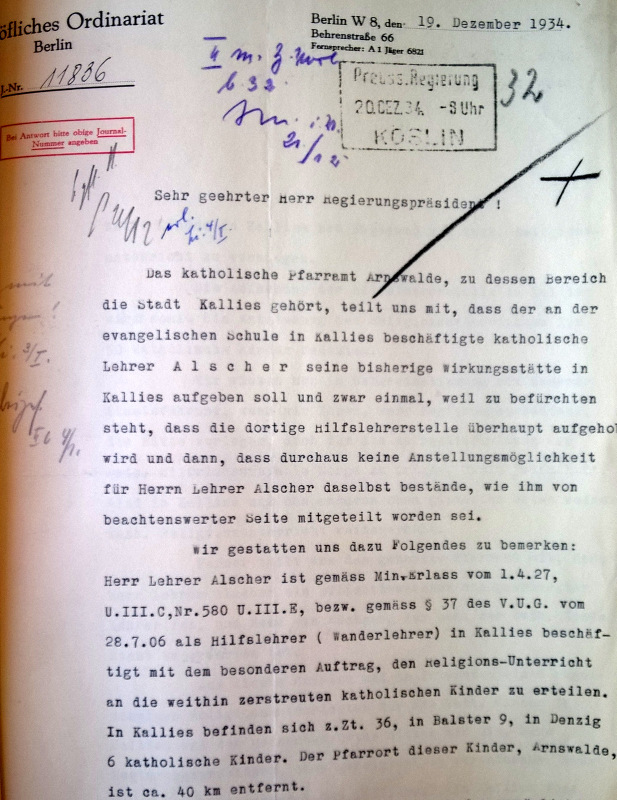 öfliches Ordinariat
Berlin
J.-Nr. 11836
Bei Antwort bitte obige Journal-
Nummer angeben
Berlin W 8, den 19. Dezember 1934.
Behrenstraße 66
Fernsprecher: A 1 Jäger 6821
Preuss. Regierung
20.DEZ.34. -9 Uhr
KÖSLIN
32
Sehr geehrter Herr Regierungspräsident !
Das katholische Pfarramt Arnswalde, zu dessen Bereich
die Stadt Kallies gehört, teilt uns mit, dass der an der
evangelischen Schule in Kallies beschäftigte katholische
Lehrer A l s c h e r seine bisherige Wirkungsstätte in
Kallies aufgeben soll und zwar einmal, weil zu befürchten
steht, dass die dortige Hilfslehrerstelle überhaupt aufgeho
wird und dann, dass durchaus keine Anstellungsmöglichkeit
für Herrn Lehrer Alscher daselbst bestände, wie ihm von
beachtenswerter Seite mitgeteilt worden sei.
Wir gestatten uns dazu Folgendes zu bemerken:
Herr Lehrer Alscher ist gemäss Min.Erlass vom 1.4.27,
U.III.C,Nr.580 U.III.E, bezw. gemäss § 37 des V.U.G. vom
28.7.06 als Hilfslehrer ( Wanderlehrer) in Kallies beschäf-
tigt mit dem besonderen Auftrag, den Religions-Unterricht
an die weithin zerstreuten katholischen Kinder zu erteilen.
In Kallies befinden sich z.Zt. 36, in Balster 9, in Denzig
6 katholische Kinder. Der Pfarrort dieser Kinder, Arnswalde,
ist ca. 40 km entfernt.